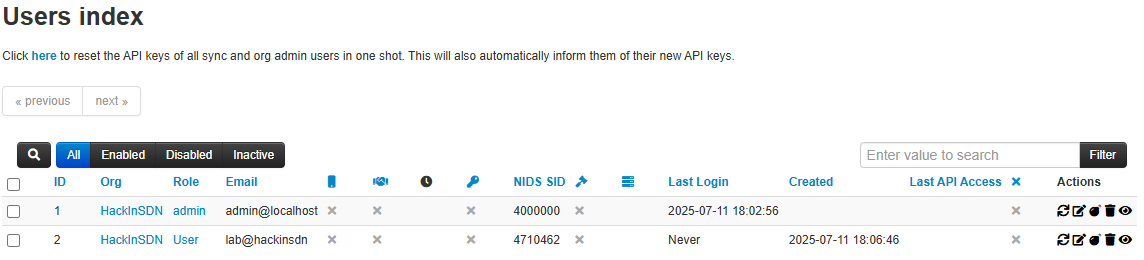 Users index
Click here to reset the API keys of all sync and org admin users in one shot. This will also automatically inform them of their new API keys.
« previous next »
All Enabled Disabled Inactive Enter value to search Filter
ID Org Role Email NIDS SID Last Login Created Last API Access Actions
1 HackInSDN admin admin@localhost 4000000 2025-07-11 18:02:56
2 HackInSDN User lab@hackinsdn 4710462 Never 2025-07-11 18:06:46